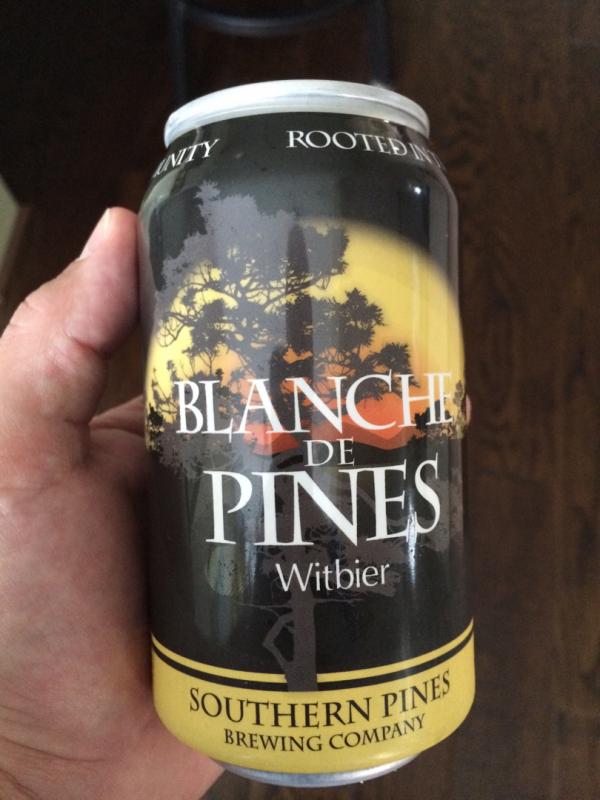 ROOTED IN
BLANCHE
DE
PINES
Witbier
SOUTHERN PINES
BREWING COMPANY